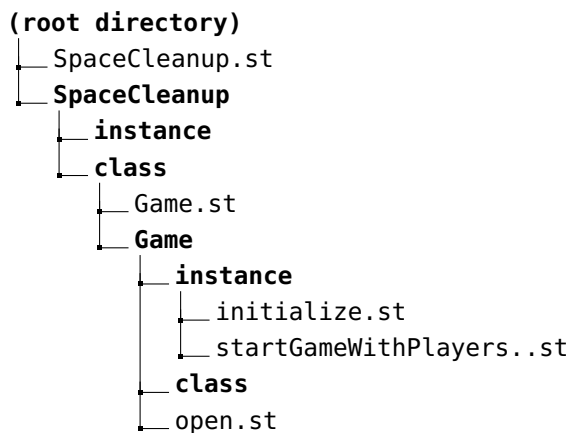 (root directory)
SpaceCleanup.st
SpaceCleanup
instance
class
Game.st
Game
instance
initialize.st
startGameWithPlayers..st
class
open.st